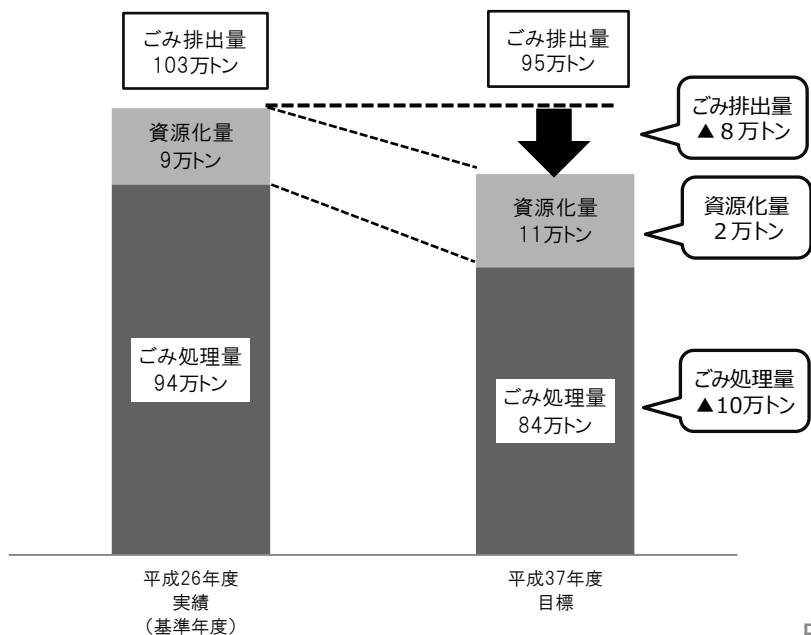 ごみ排出量
103万トン
ごみ排出量
95万トン
ごみ排出量
▲8万トン
資源化量
9万トン
資源化量
11万トン
資源化量
2万トン
ごみ処理量
94万トン
ごみ処理量
84万トン
ごみ処理量
▲10万トン
平成26年度
実績
（基準年度）
平成37年度
目標